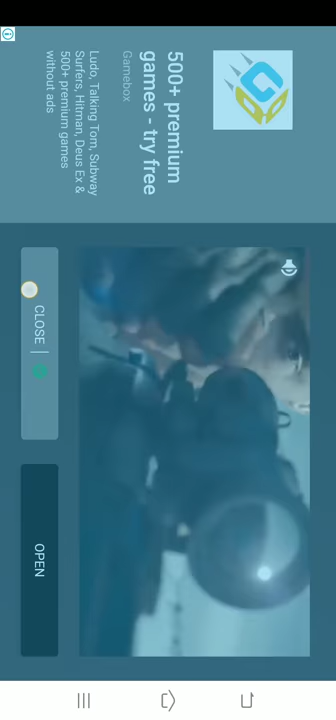 500+ premium
games - try free
Gamebox
Ludo, Talking Tom, Subway
Surfers, Hitman, Deus Ex &
500+ premium games
without ads
CLOSE
OPEN